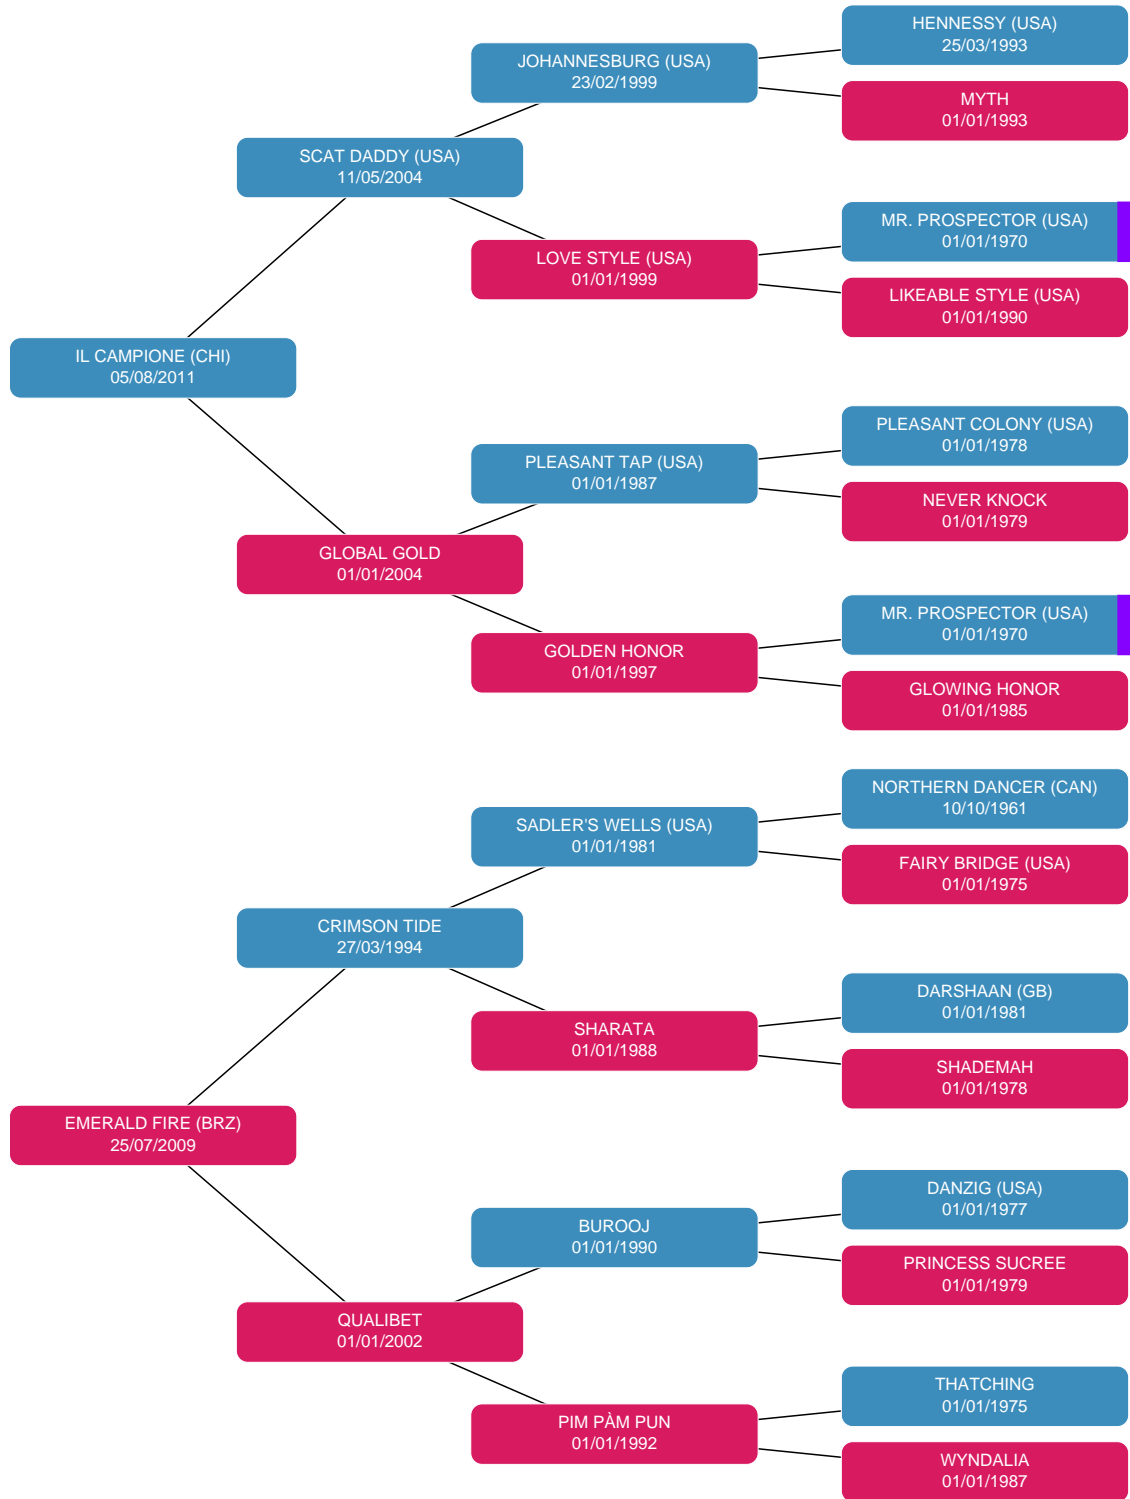 HENNESSY (USA)
25/03/1993
JOHANNESBURG (USA)
23/02/1999
MYTH
01/01/1993
SCAT DADDY (USA)
11/05/2004
MR. PROSPECTOR (USA)
01/01/1970
LOVE STYLE (USA)
01/01/1999
LIKEABLE STYLE (USA)
01/01/1990
IL CAMPIONE (CHI)
05/08/2011
PLEASANT COLONY (USA)
01/01/1978
PLEASANT TAP (USA)
01/01/1987
NEVER KNOCK
01/01/1979
GLOBAL GOLD
01/01/2004
MR. PROSPECTOR (USA)
01/01/1970
GOLDEN HONOR
01/01/1997
GLOWING HONOR
01/01/1985
NORTHERN DANCER (CAN)
10/10/1961
SADLER'S WELLS (USA)
01/01/1981
FAIRY BRIDGE (USA)
01/01/1975
CRIMSON TIDE
27/03/1994
DARSHAAN (GB)
01/01/1981
SHARATA
01/01/1988
SHADEMAH
01/01/1978
EMERALD FIRE (BRZ)
25/07/2009
DANZIG (USA)
01/01/1977
BUROOJ
01/01/1990
PRINCESS SUCREE
01/01/1979
QUALIBET
01/01/2002
THATCHING
01/01/1975
PIM PÀM PUN
01/01/1992
WYNDALIA
01/01/1987